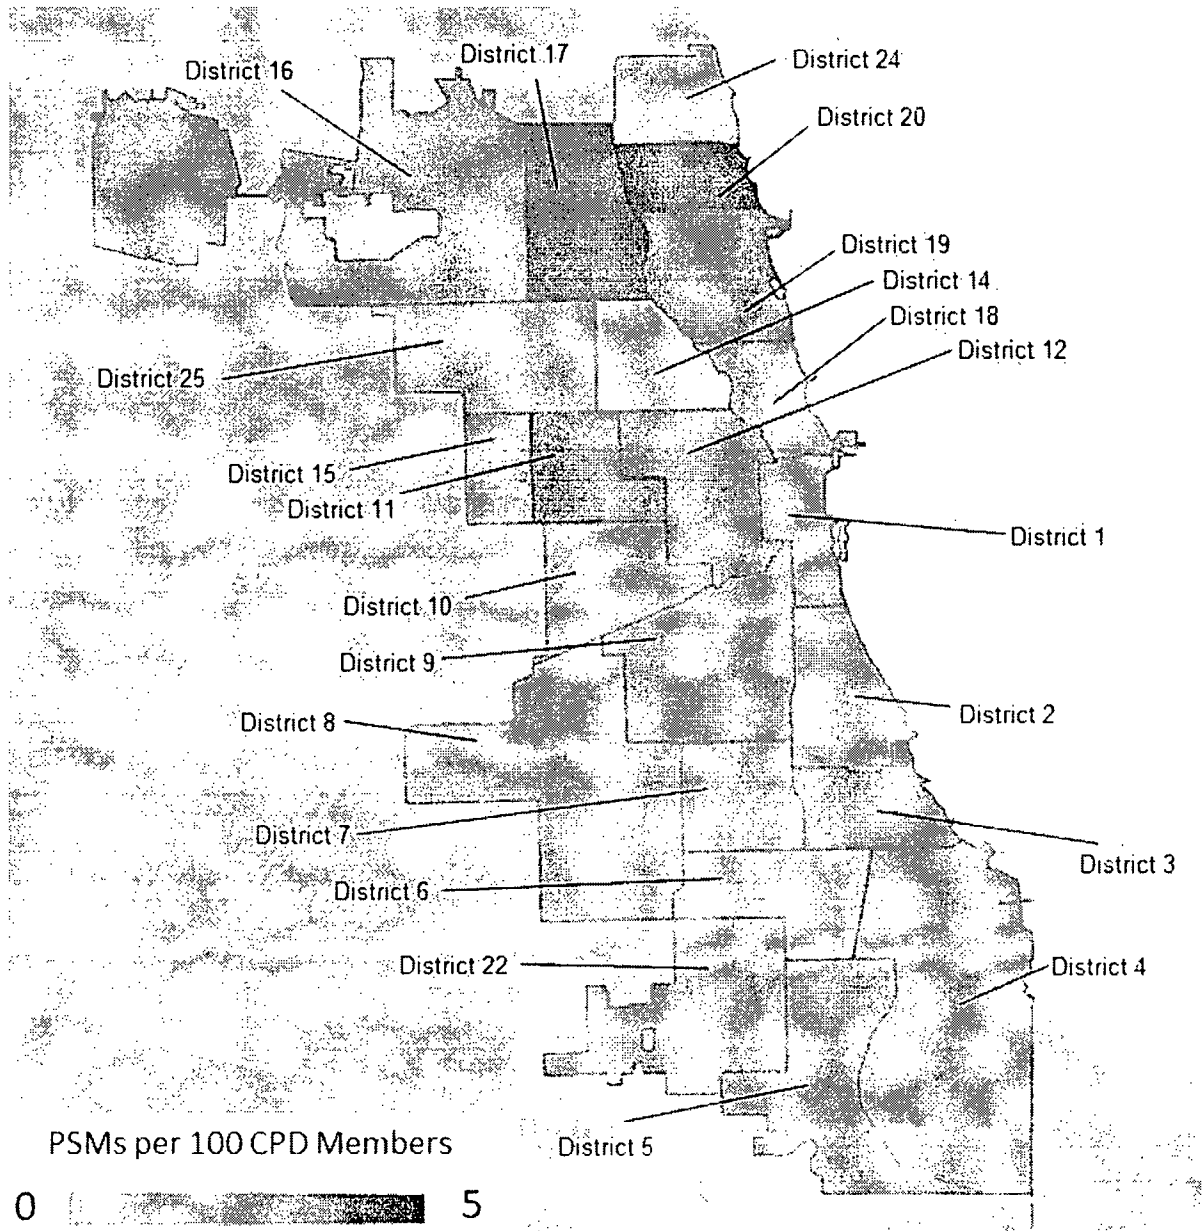 District 17
District 24
District 16
District 20
District 19
District 14
District 18
District 12
District 25
District 15
District 11
District 1
District 10
District 9
District 2
District 8
District 7
District 3
District 6
District 22
District 4
District 5
PSMs per 100 CPD Members
0 5